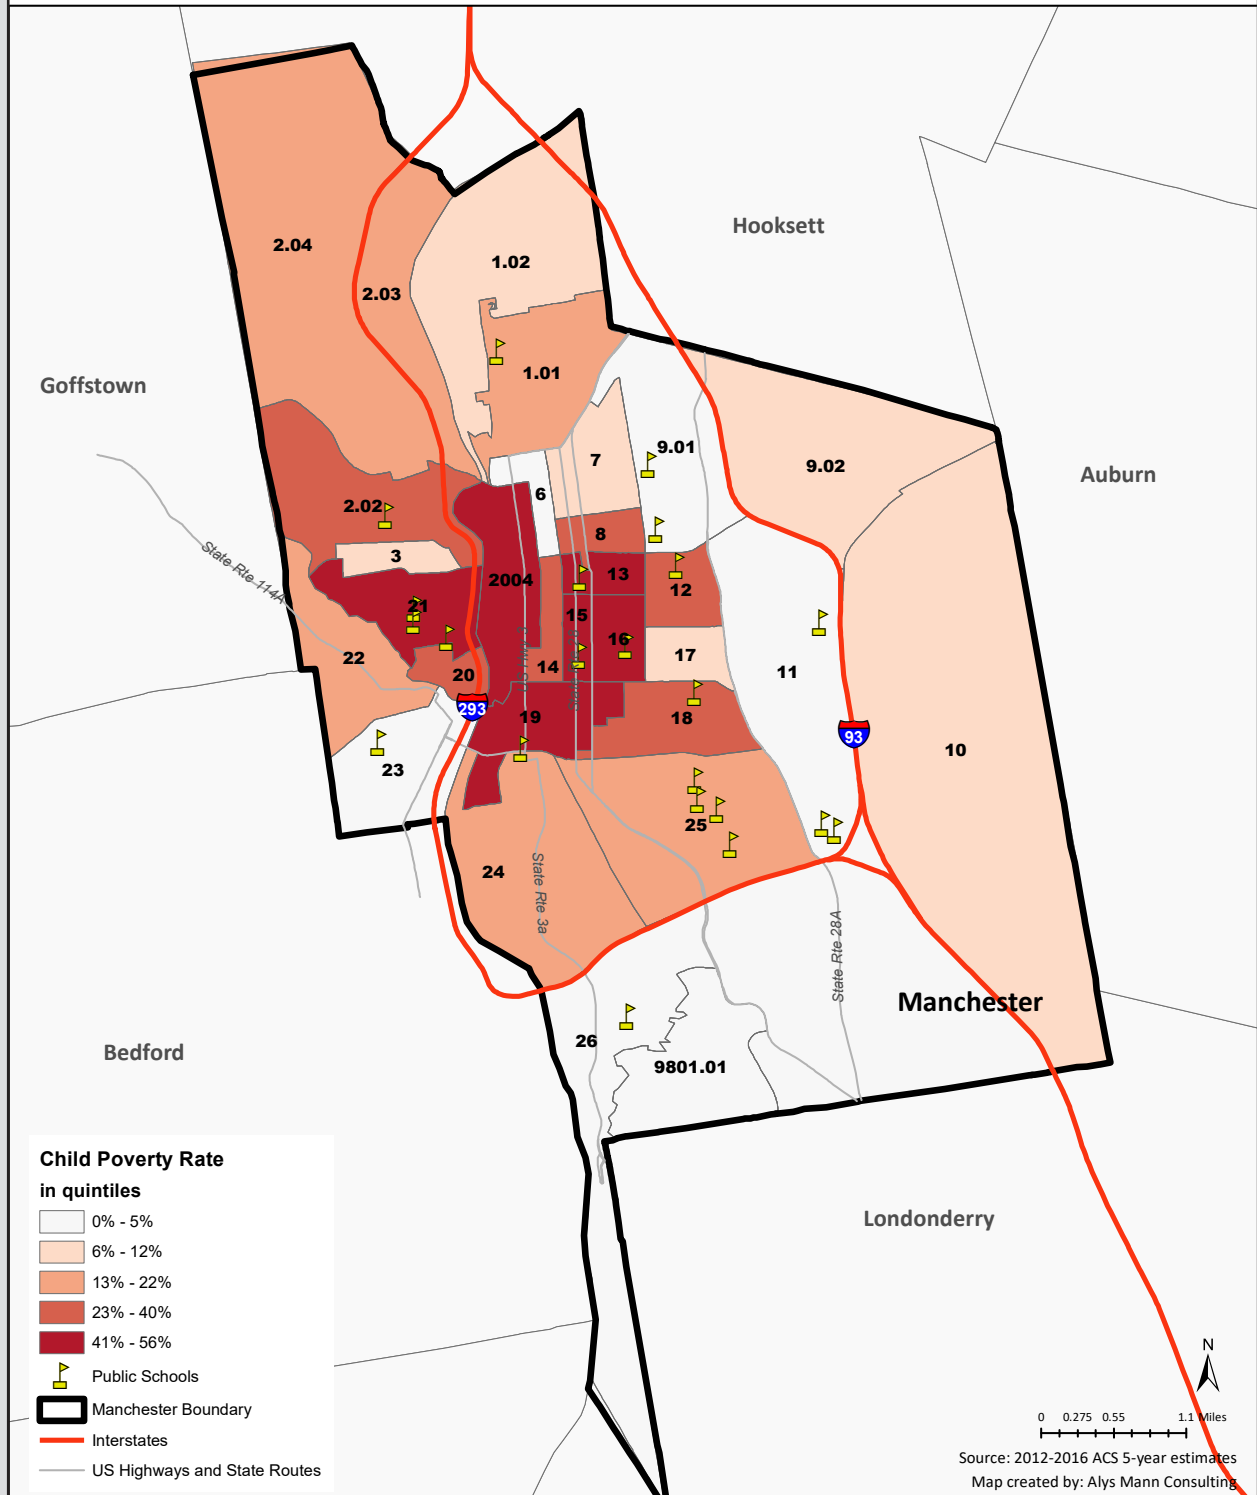 Hooksett
2.04
1.02
2.03
1.01
Goffstown
7
9.01
9.02
Auburn
6
2.02
8
3
State Rte 114A
13
2004
12
21
15
16
17
22
14
11
20
293
19
18
93
10
23
25
24
State Rte 3a
State Rte 28A
Manchester
26
Bedford
9801.01
Londonderry
Child Poverty Rate
in quintiles
0% - 5%
6% - 12%
13% - 22%
23% - 40%
41% - 56%
Public Schools
Manchester Boundary
Interstates
US Highways and State Routes
N
0 0.275 0.55 1.1 Miles
Source: 2012-2016 ACS 5-year estimates
Map created by: Alys Mann Consulting